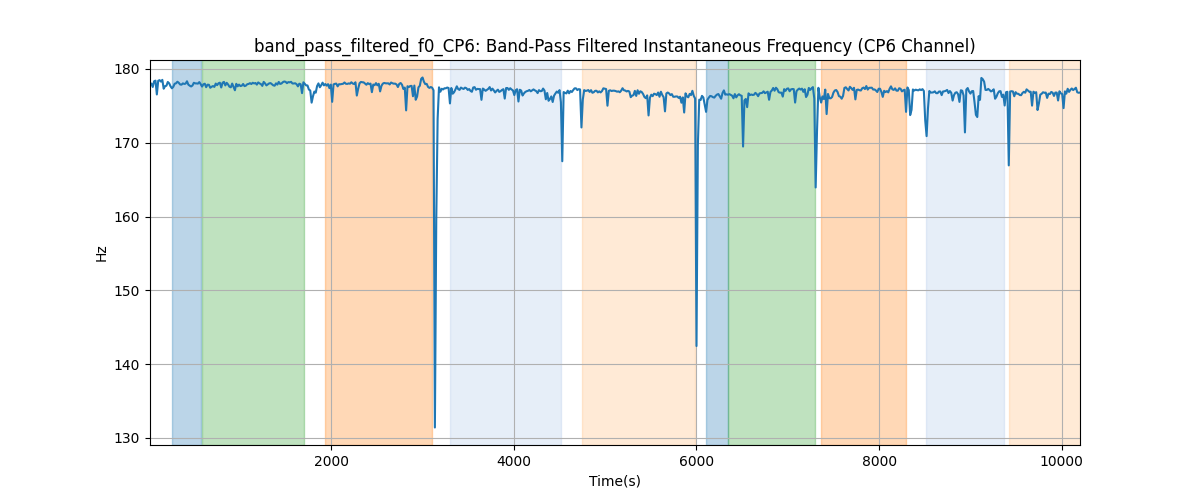 band_pass_filtered_f0_CP6: Band-Pass Filtered Instantaneous Frequency (CP6 Channel)
180
170
160
150
140
130
Hz
2000 4000 6000 8000 10000
Time(s)